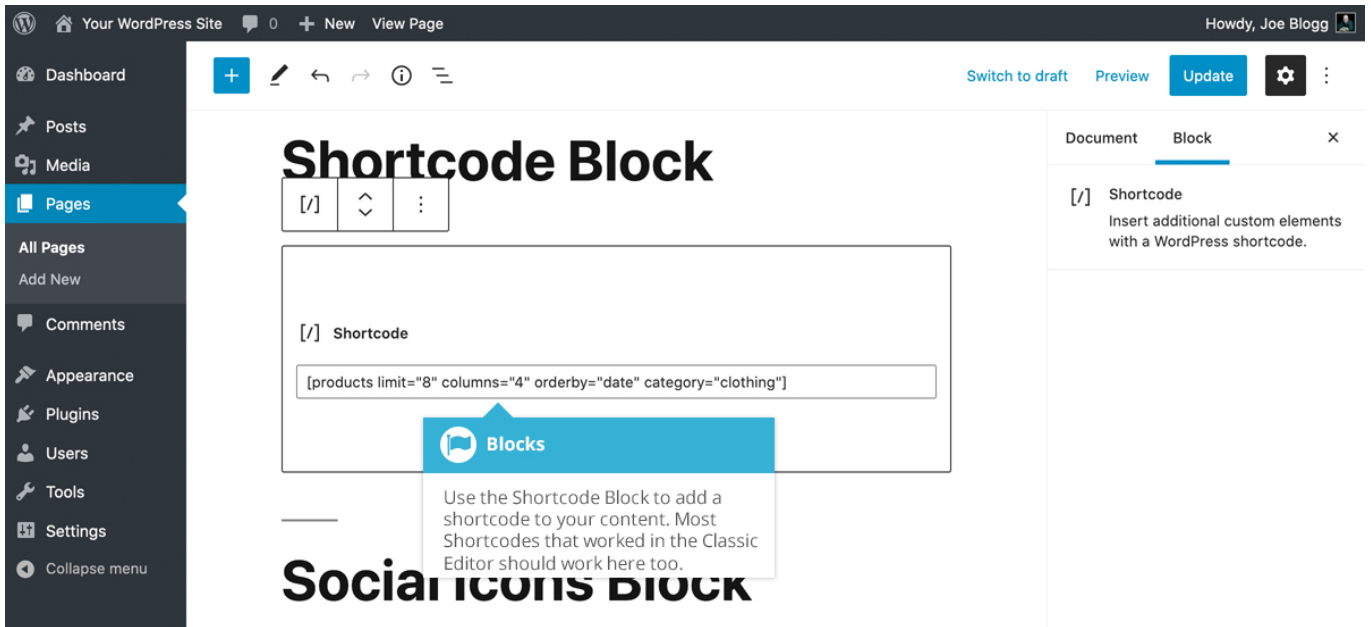 Your WordPress Site 0 New View Page Howdy, Joe Blogg
Dashboard
Posts
Media
Pages
All Pages
Add New
Comments
Appearance
Plugins
Users
Tools
Settings
Collapse menu
Switch to draft Preview Update
Shortcode Block
[/]
[/] Shortcode
[products limit="8" columns="4" orderby="date" category="clothing"]
Blocks
Use the Shortcode Block to add a
shortcode to your content. Most
Shortcodes that worked in the Classic
Editor should work here too.
Social Icons Block
Document Block
[/] Shortcode
Insert additional custom elements
with a WordPress shortcode.